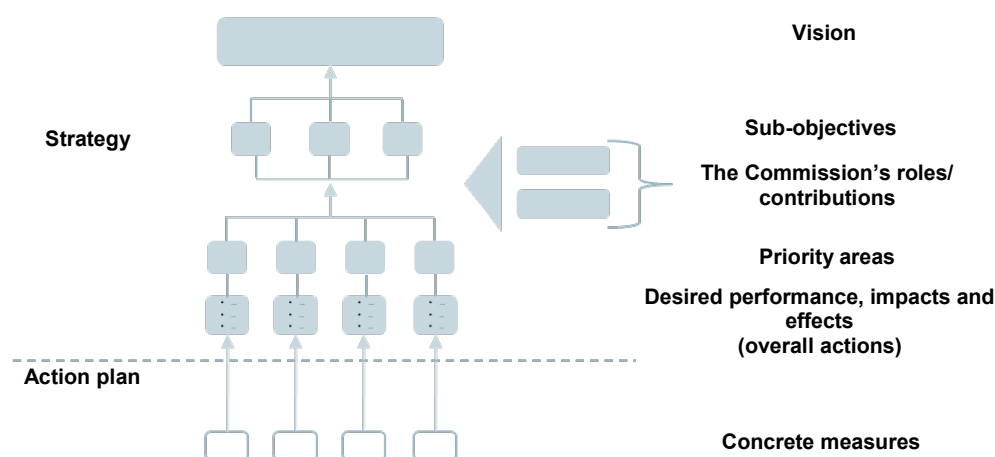 Vision
Strategy
Sub-objectives
The Commission's roles/
contributions
Priority areas
Desired performance, impacts and
effects
(overall actions)
Action plan
Concrete measures